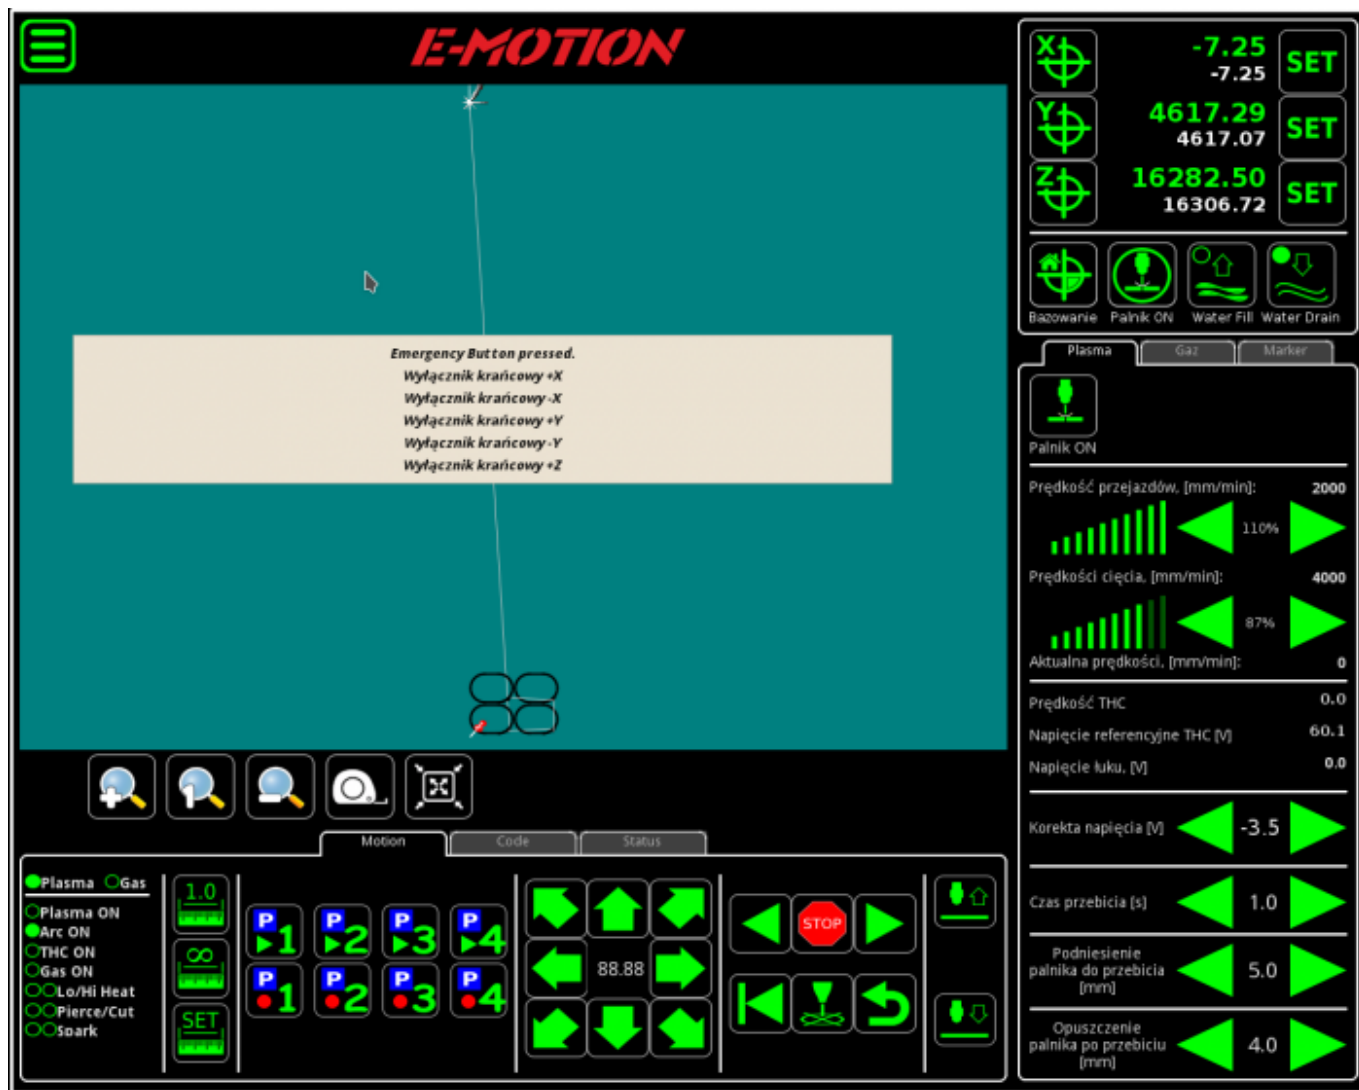 E-MOTION
X -7.25 SET
-7.25
Y 4617.29 SET
4617.07
Z 16282.50 SET
16306.72
Bazowanie Palnik ON Water Fill Water Drain
Emergency Button pressed.
Wyłącznik krańcowy +X
Wyłącznik krańcowy -X
Wyłącznik krańcowy +Y
Wyłącznik krańcowy -Y
Wyłącznik krańcowy +Z
Plasma Gaz Marker
Palnik ON
Prędkość przejazdów, [mm/min]: 2000
110%
Prędkości cięcia, [mm/min]: 4000
87%
Aktualna prędkości, [mm/min]: 0
Prędkość THC 0.0
Napięcie referencyjne THC [V] 60.1
Napięcie łuku, [V] 0.0
Korekta napięcia [V] -3.5
Czas przebicia [s] 1.0
Podniesienie
palnika do przebicia 5.0
[mm]
Opuszczenie
palnika po przebiciu 4.0
[mm]
1
Motion Code Status
Plasma Gas
Plasma ON
Arc ON
THC ON
Gas ON
Lo/Hi Heat
Pierce/Cut
Spark
1.0
∞
SET
P 1 P 2 P 3 P 4
P 1 P 2 P 3 P 4
88.88
STOP